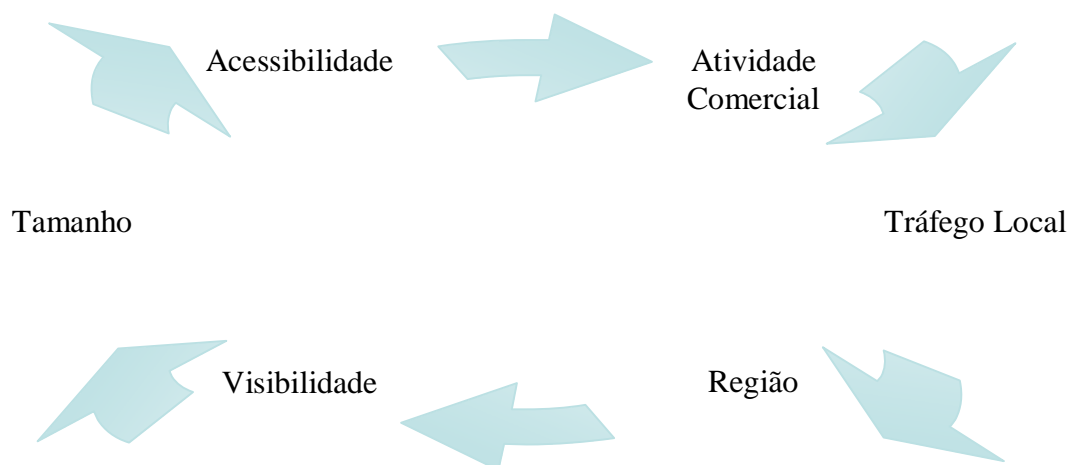 Acessibilidade
Atividade
Comercial
Tamanho
Tráfego Local
Visibilidade
Região